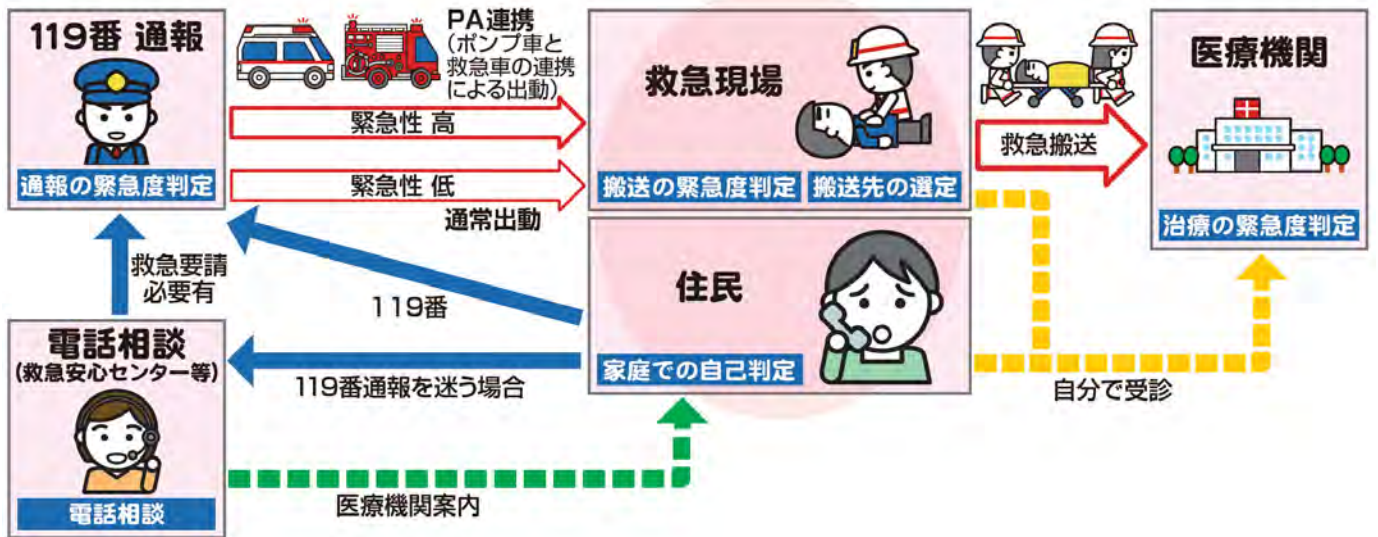 119番 通報
通報の緊急度判定
PA連携
(ポンプ車と
救急車の連携
による出動)
緊急性 高
緊急性 低
通常出動
救急現場
搬送の緊急度判定
搬送先の選定
救急搬送
医療機関
治療の緊急度判定
救急要請
必要有
119番
住民
家庭での自己判定
電話相談
(救急安心センター等)
電話相談
119番通報を迷う場合
自分で受診
医療機関案内